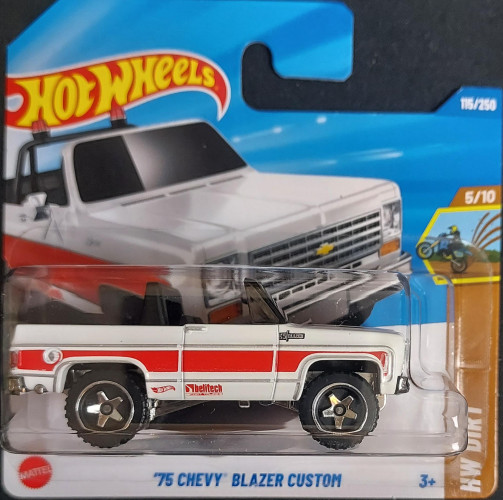 HOT WHEELS
115/250
5/10
belltech
MATTEL
'75 CHEVY BLAZER CUSTOM
3+
HW DIRT